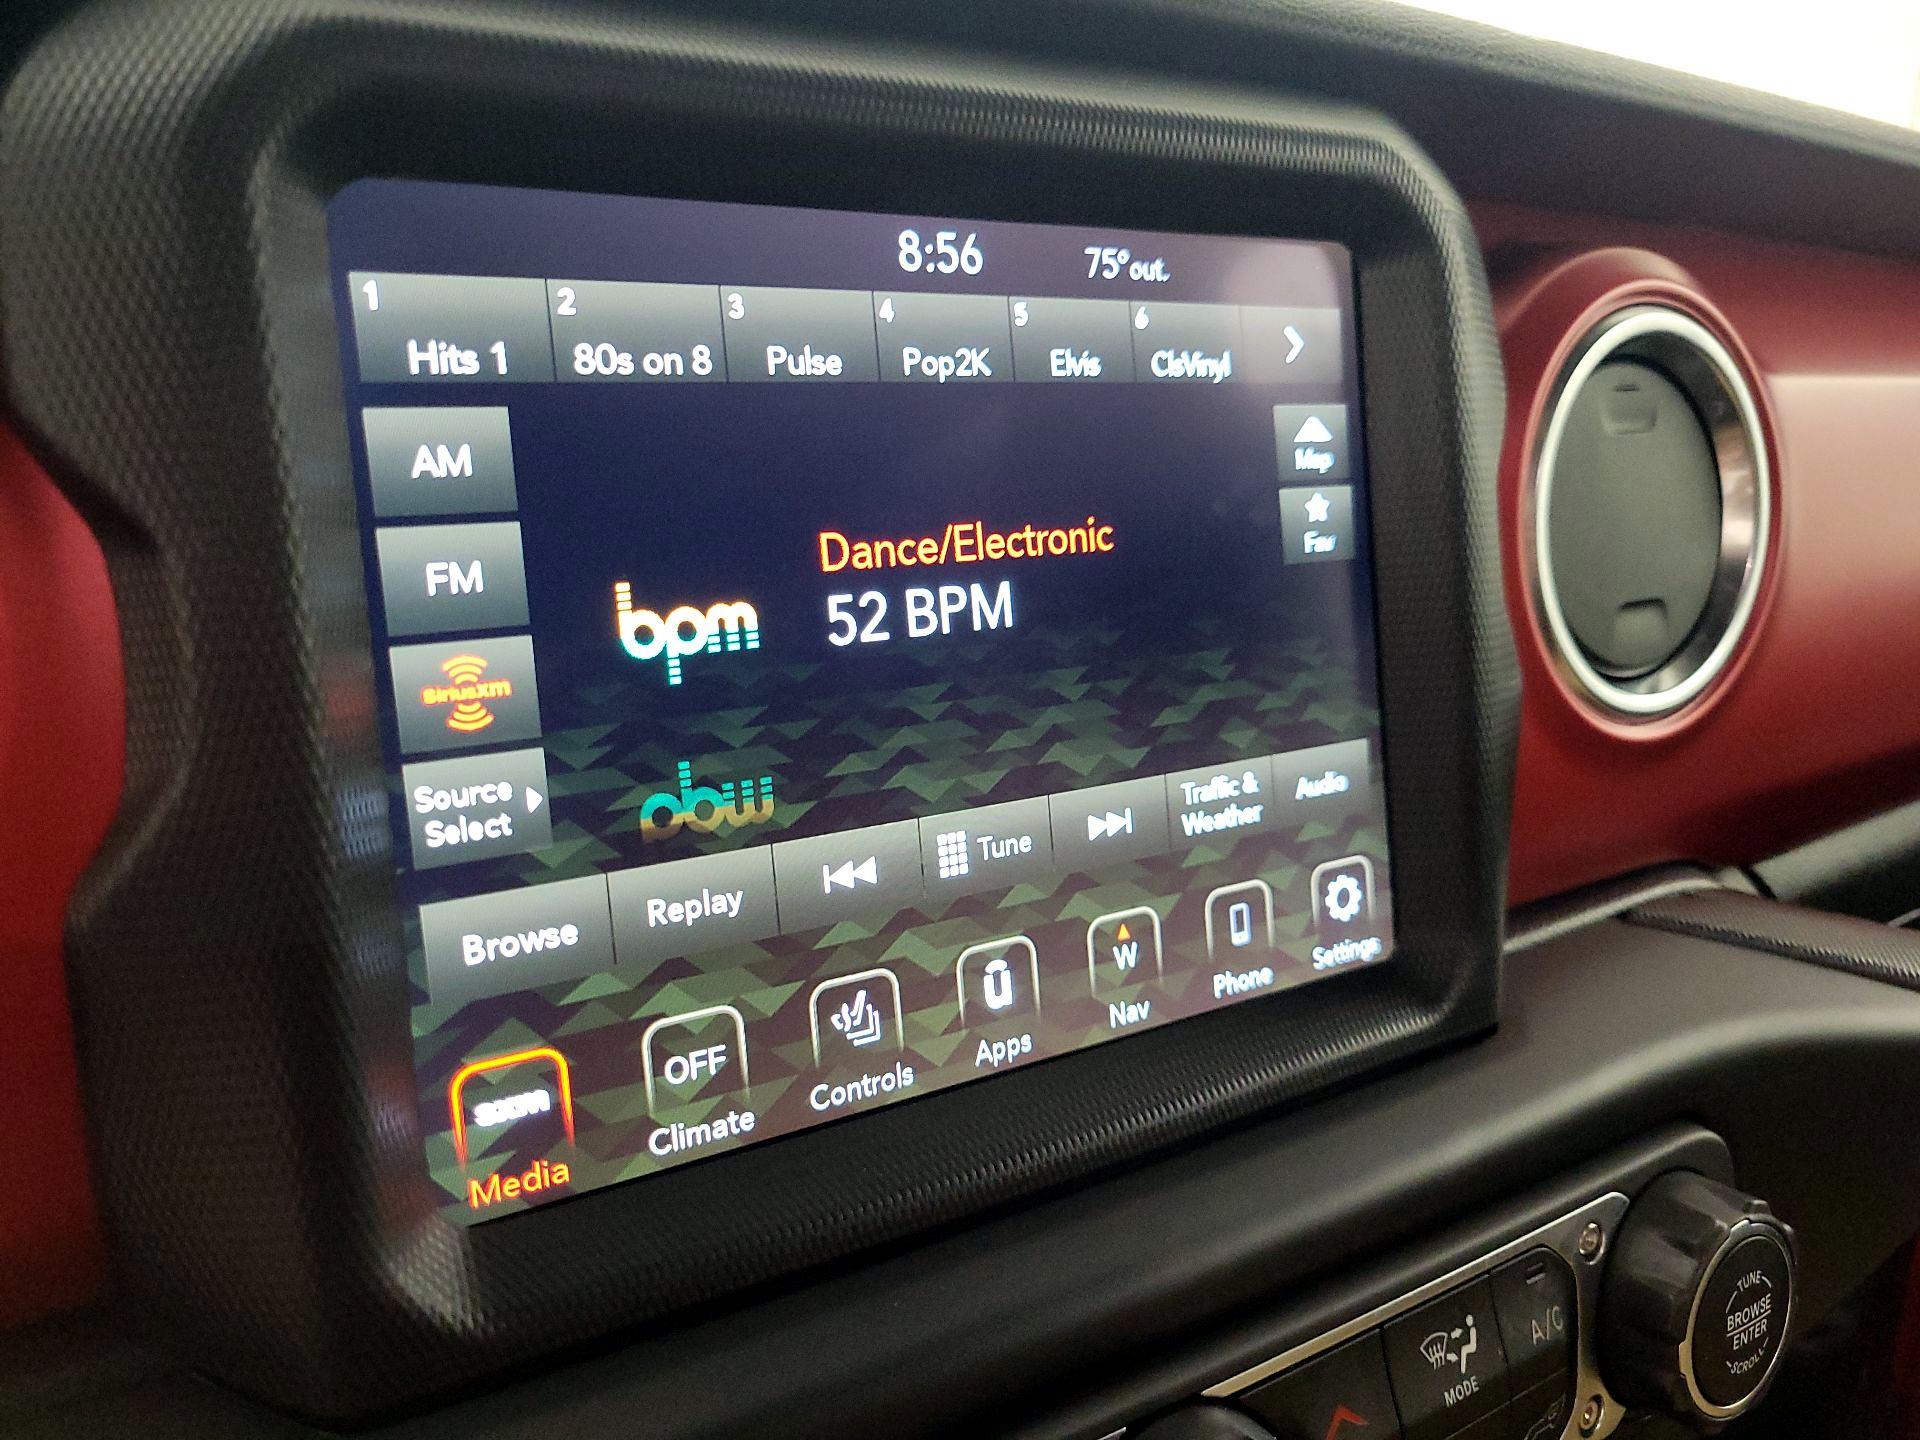 8:56 75° out.
1 2 3 4 5 6
Hits 1 80s on 8 Pulse Pop2K Elvis ClsVinyl
AM
Map
FM
Fav
Dance/Electronic
bpm 52 BPM
SiriusXM
Source
Select
Browse Replay Tune Traffic &
Weather Audio
SXM OFF W
Media Climate Controls Apps Nav Phone Settings
MODE A/C
TUNE
BROWSE
ENTER
SCROLL